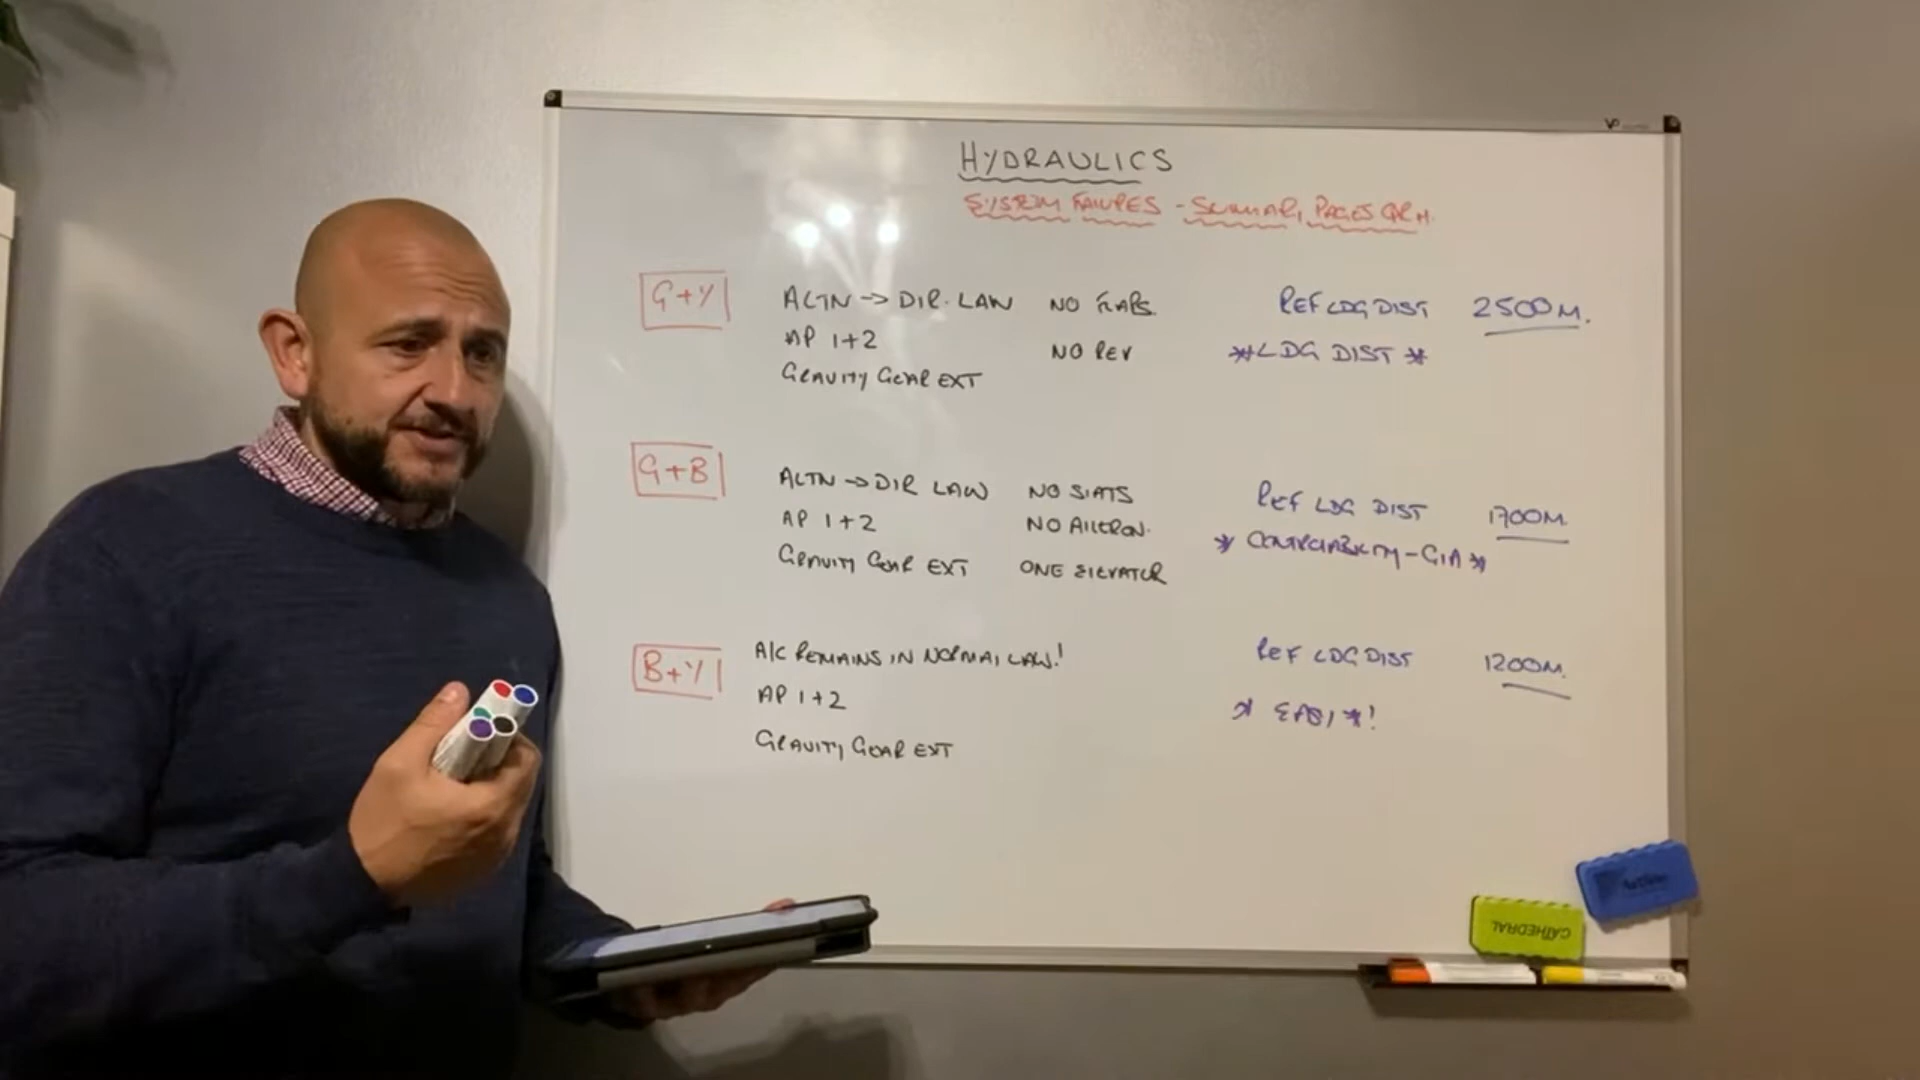 HYDRAULICS
SYSTEM FAILURES - SUMMARY PAGES QRH.
G+Y
ALTN -> DIR. LAW NO FLAPS. REF LDG DIST 2500M.
AP 1+2 NO REV **LDG DIST*
GRAVITY GEAR EXT
G+B
ALTN -> DIR LAW NO SLATS REF LDG DIST 1700M.
AP 1+2 NO AILERON. * CONTROLABILITY - G/A *
GRAVITY GEAR EXT ONE ELEVATOR
B+Y
A/C REMAINS IN NORMAL LAW! REF LDG DIST 1200M.
AP 1+2 * EASY *!
GRAVITY GEAR EXT
CATHEDRAL